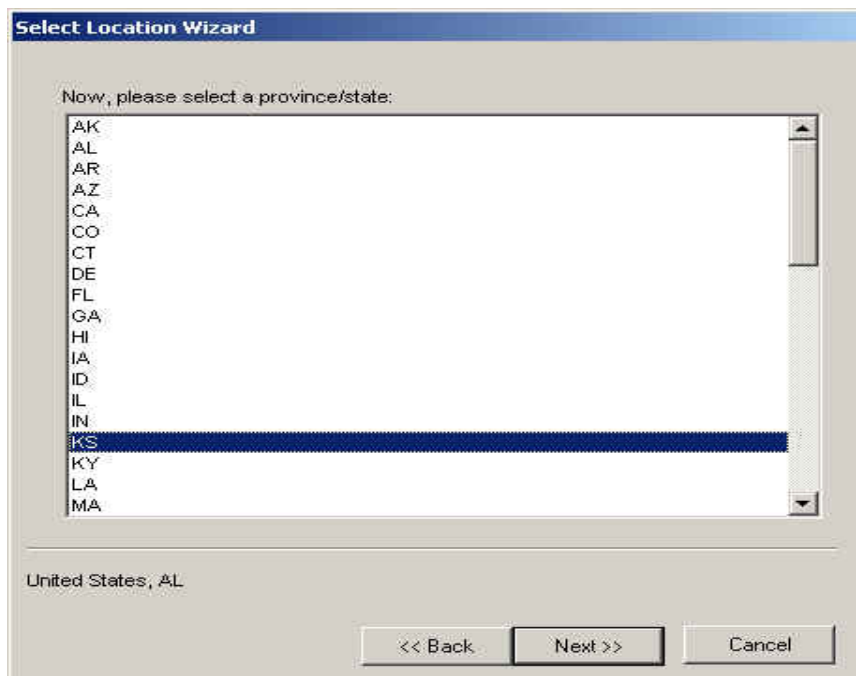 Select Location Wizard
Now, please select a province/state:
AK
AL
AR
AZ
CA
CO
CT
DE
FL
GA
HI
IA
ID
IL
IN
KS
KY
LA
MA
United States, AL
<< Back
Next >>
Cancel